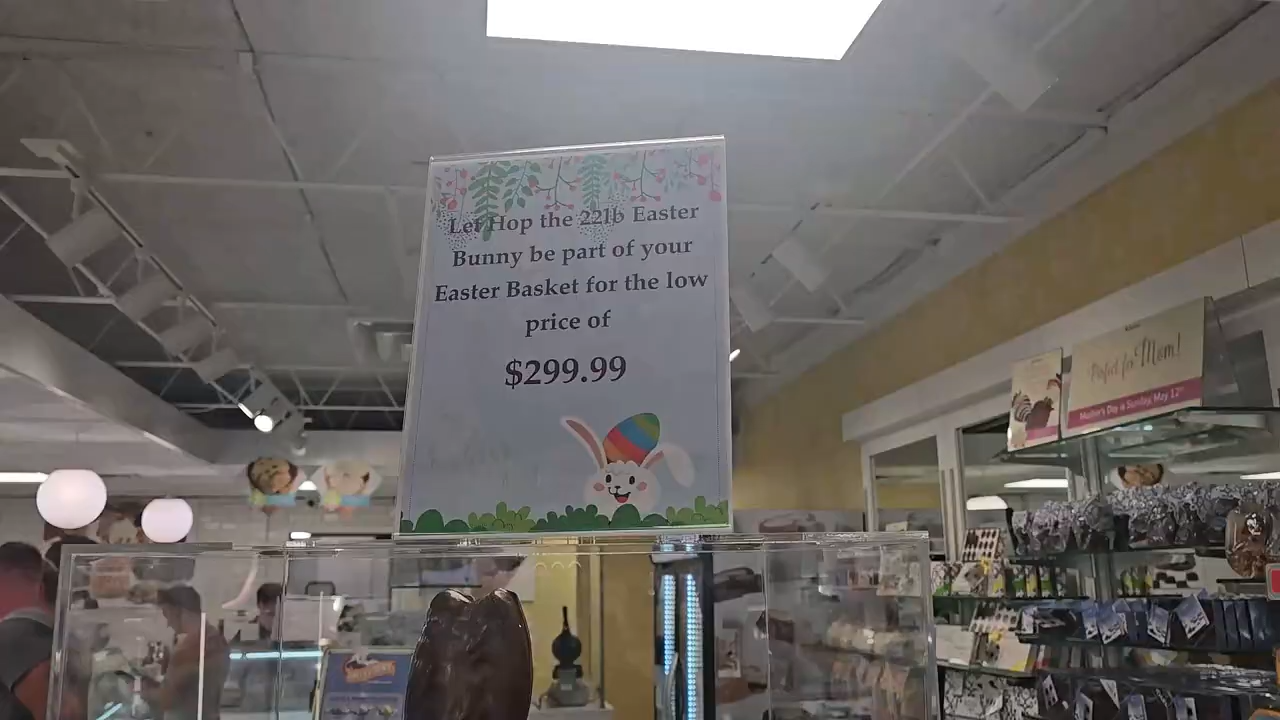 Let Hop the 22lb Easter
Bunny be part of your
Easter Basket for the low
price of
$299.99
Perfect for Mom!
Mother's Day is Sunday, May 12th